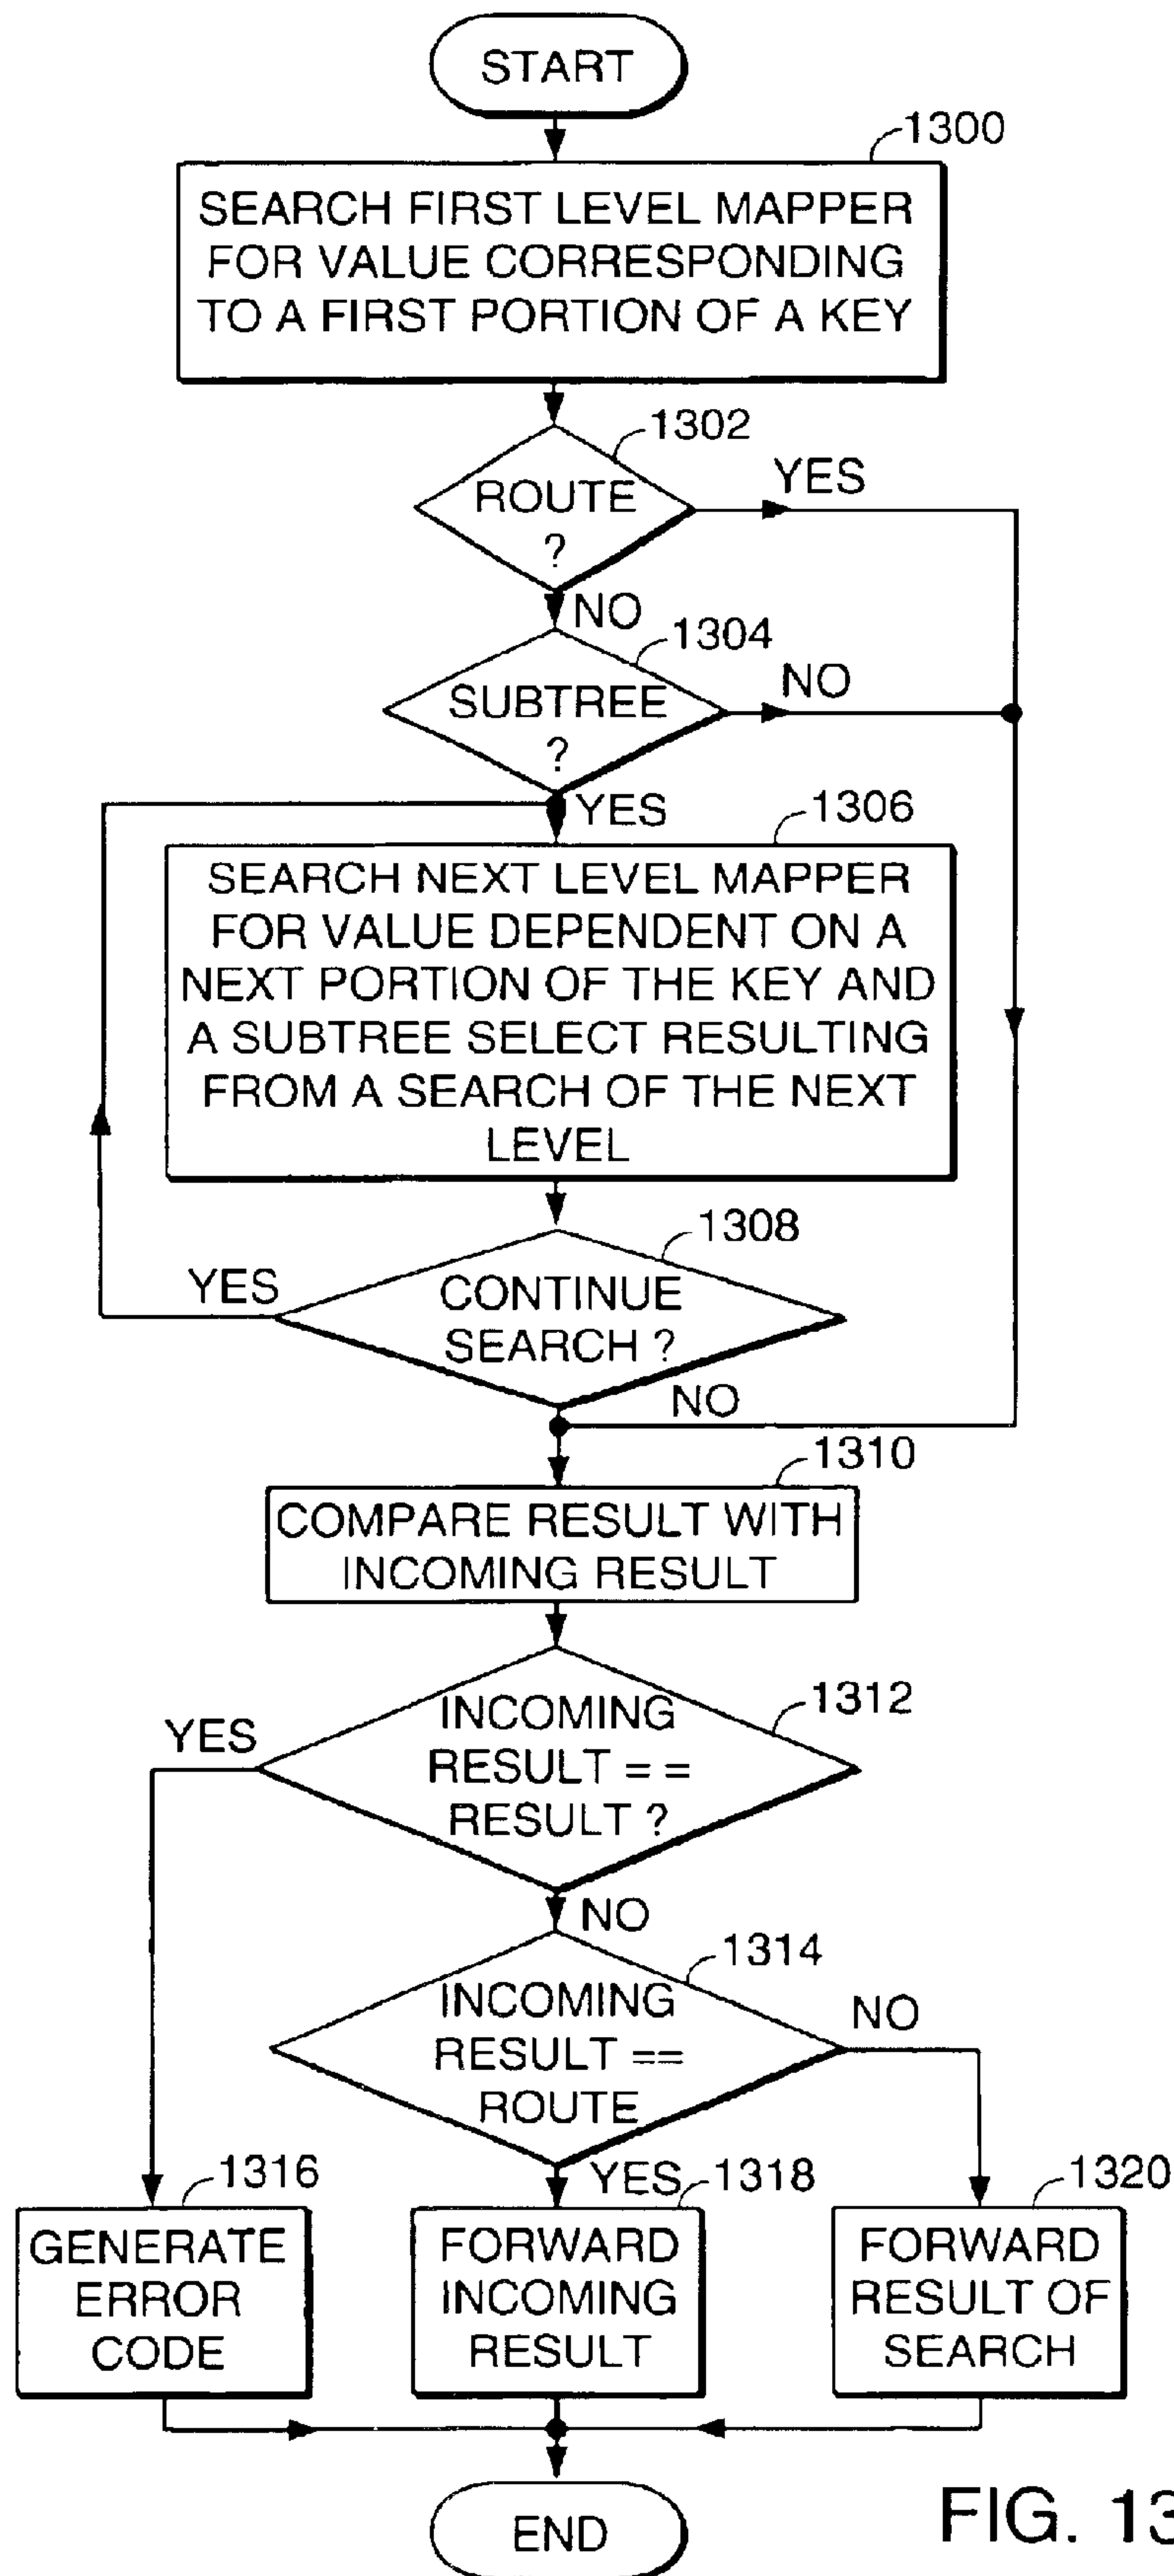 START
1300
SEARCH FIRST LEVEL MAPPER
FOR VALUE CORRESPONDING
TO A FIRST PORTION OF A KEY
1302
ROUTE
?
YES
NO
1304
SUBTREE
?
NO
YES
1306
SEARCH NEXT LEVEL MAPPER
FOR VALUE DEPENDENT ON A
NEXT PORTION OF THE KEY AND
A SUBTREE SELECT RESULTING
FROM A SEARCH OF THE NEXT
LEVEL
1308
CONTINUE
SEARCH ?
YES
NO
1310
COMPARE RESULT WITH
INCOMING RESULT
1312
INCOMING
RESULT = =
RESULT ?
YES
NO
1314
INCOMING
RESULT ==
ROUTE
NO
YES
1316
GENERATE
ERROR
CODE
1318
FORWARD
INCOMING
RESULT
1320
FORWARD
RESULT OF
SEARCH
END
FIG. 13